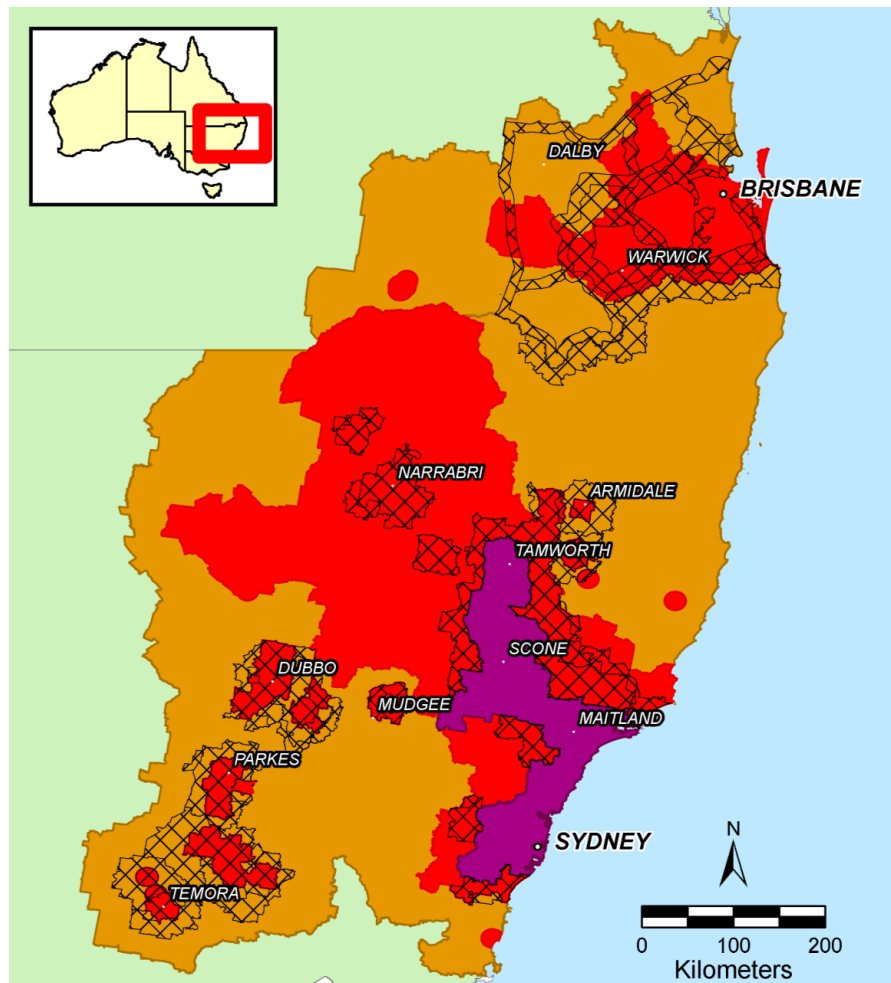 DALBY
BRISBANE
WARWICK
NARRABRI
ARMIDALE
TAMWORTH
SCONE
DUBBO
MUDGEE
MAITLAND
PARKES
SYDNEY
TEMORA
N
0 100 200
Kilometers